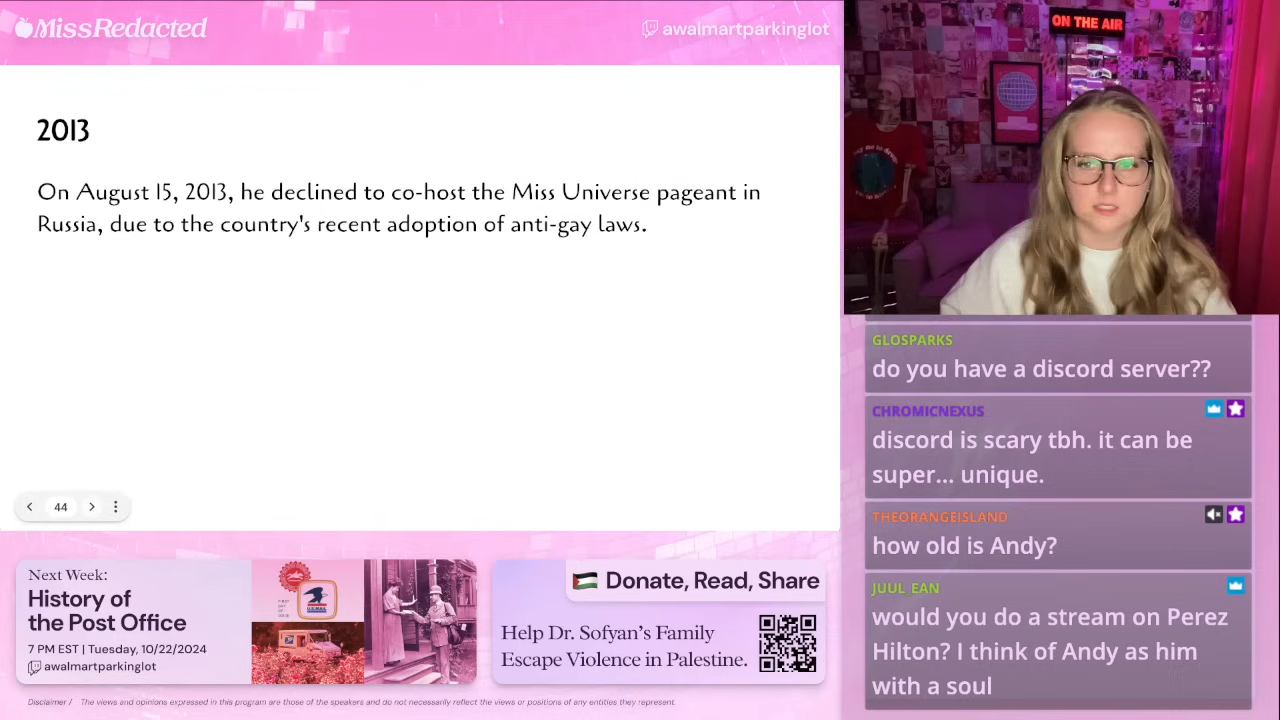 MissRedacted
awalmartparkinglot
ON THE AIR
2013
On August 15, 2013, he declined to co-host the Miss Universe pageant in
Russia, due to the country's recent adoption of anti-gay laws.
44
GLOSPARKS
do you have a discord server??
CHROMICNEXUS
discord is scary tbh. it can be
super... unique.
THEORANGEISLAND
how old is Andy?
JUUL EAN
would you do a stream on Perez
Hilton? I think of Andy as him
with a soul
Next Week:
History of
the Post Office
7 PM EST | Tuesday, 10/22/2024
awalmartparkinglot
U.S.MAIL
Donate, Read, Share
Help Dr. Sofyan's Family
Escape Violence in Palestine.
Disclaimer / The views and opinions expressed in this program are those of the speakers and do not necessarily reflect the views or positions of any entities they represent.